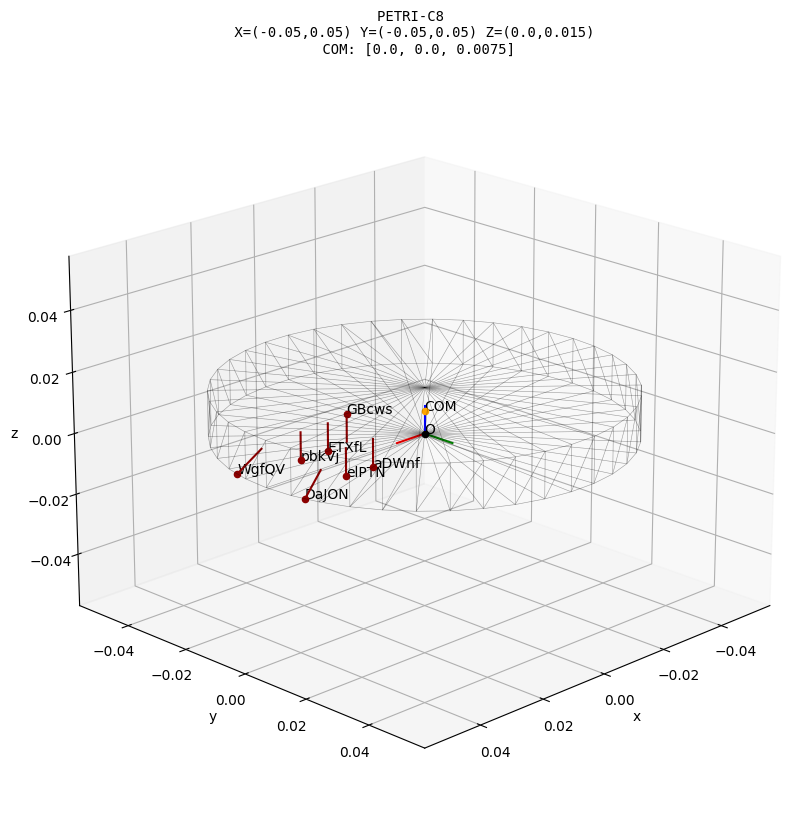 PETRI-C8
X=(-0.05,0.05) Y=(-0.05,0.05) Z=(0.0,0.015)
COM: [0.0, 0.0, 0.0075]
0.04
0.02
0.00
−0.02
−0.04
z
GBcws
COM
O
ETXfL
pbkVj
aDWnf
WgfQV
elPTN
DaJON
−0.04
−0.02
0.00
0.02
0.04
y
−0.04
−0.02
0.00
0.02
0.04
x